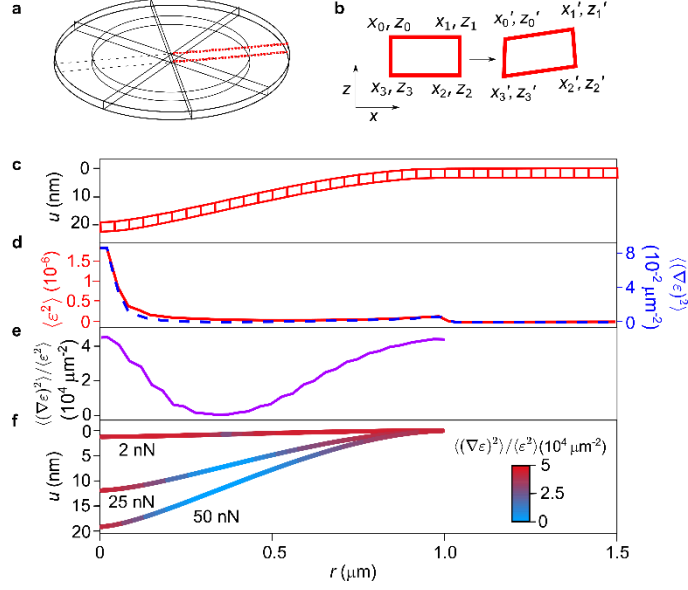 a
b
x₀, z₀
x₁, z₁
x₃, z₃
x₂, z₂
x₀', z₀'
x₁', z₁'
x₃', z₃'
x₂', z₂'
z
x
c
u (nm)
0
10
20
d
⟨ε²⟩ (10⁻⁶)
1.5
1
0.5
0
8
4
0
⟨(∇ε)²⟩
(10⁻² μm⁻²)
e
⟨(∇ε)²⟩/⟨ε²⟩
(10⁴ μm⁻²)
4
2
0
f
u (nm)
0
5
10
15
20
2 nN
25 nN
50 nN
⟨(∇ε)²⟩/⟨ε²⟩(10⁴ μm⁻²)
5
2.5
0
0
0.5
1.0
1.5
r (μm)